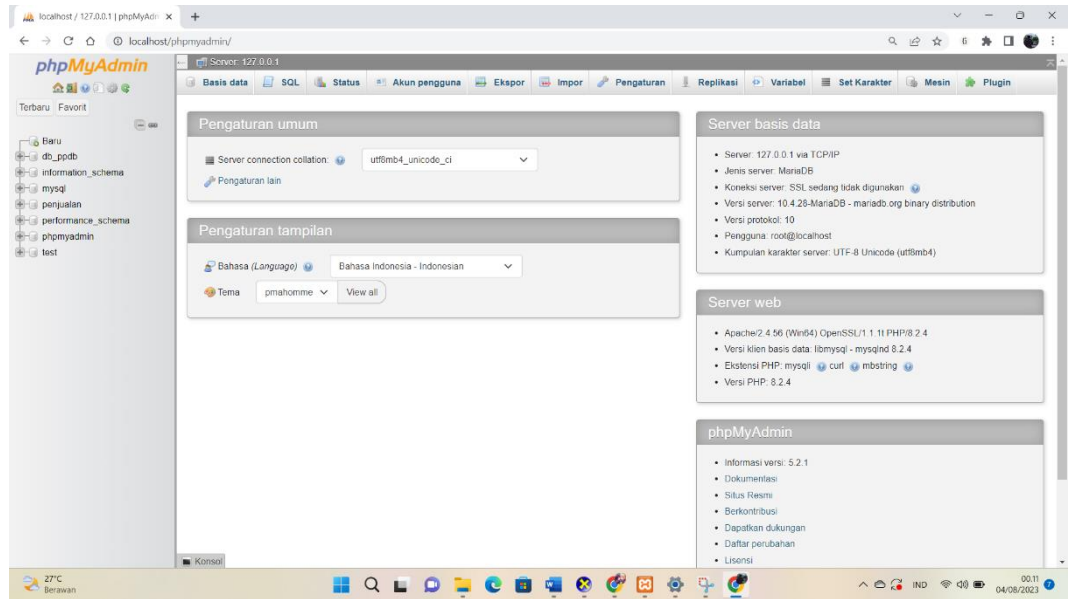 localhost / 127.0.0.1 | phpMyAdm
localhost/phpmyadmin/
phpMyAdmin
Terbaru Favorit
Baru
db_ppdb
information_schema
mysql
penjualan
performance_schema
phpmyadmin
test
Server: 127.0.0.1
Basis data SQL Status Akun pengguna Ekspor Impor Pengaturan Replikasi Variabel Set Karakter Mesin Plugin
Pengaturan umum
Server connection collation: utf8mb4_unicode_ci
Pengaturan lain
Pengaturan tampilan
Bahasa (Language) Bahasa Indonesia - Indonesian
Tema pmahomme View all
Server basis data
• Server: 127.0.0.1 via TCP/IP
• Jenis server: MariaDB
• Koneksi server: SSL sedang tidak digunakan
• Versi server: 10.4.28-MariaDB - mariadb.org binary distribution
• Versi protokol: 10
• Pengguna: root@localhost
• Kumpulan karakter server: UTF-8 Unicode (utf8mb4)
Server web
• Apache/2.4.56 (Win64) OpenSSL/1.1.1t PHP/8.2.4
• Versi klien basis data: libmysql - mysqlnd 8.2.4
• Ekstensi PHP: mysqli curl mbstring
• Versi PHP: 8.2.4
phpMyAdmin
• Informasi versi: 5.2.1
• Dokumentasi
• Situs Resmi
• Berkontribusi
• Dapatkan dukungan
• Daftar perubahan
• Lisensi
Konsol
27°C
Berawan
IND
00.11
04/08/2023